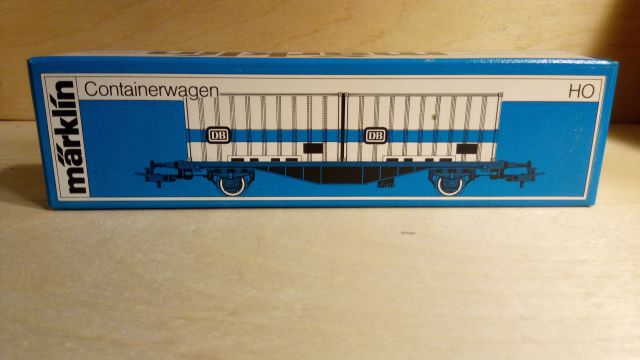 märklin
Containerwagen
HO
DB
DB